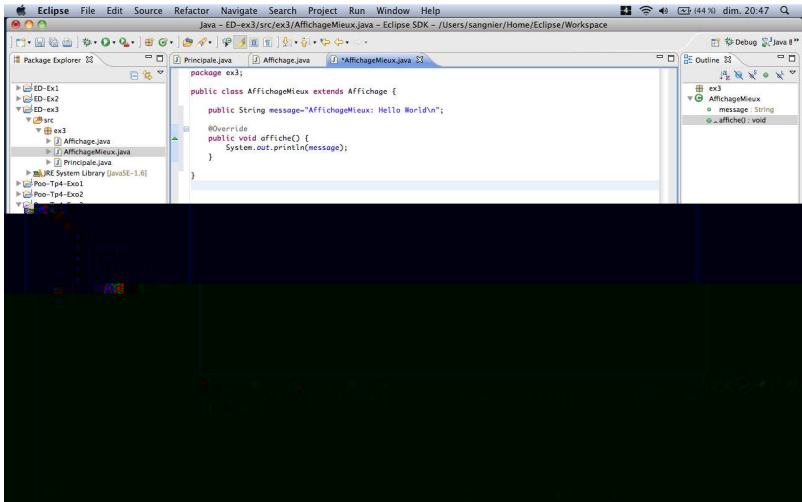 Eclipse File Edit Source Refactor Navigate Search Project Run Window Help (44 %) dim. 20:47
Java – ED-ex3/src/ex3/AffichageMieux.java – Eclipse SDK – /Users/sangnier/Home/Eclipse/Workspace
Debug Java
Package Explorer
Principale.java Affichage.java *AffichageMieux.java
Outline
ED-Ex1
ED-Ex2
ED-ex3
src
ex3
Affichage.java
AffichageMieux.java
Principale.java
JRE System Library [JavaSE-1.6]
Poo-Tp4-Exo1
Poo-Tp4-Exo2
package ex3;
public class AffichageMieux extends Affichage {
public String message="AffichageMieux: Hello World\n";
@Override
public void affiche() {
System.out.println(message);
}
}
ex3
AffichageMieux
message : String
affiche() : void